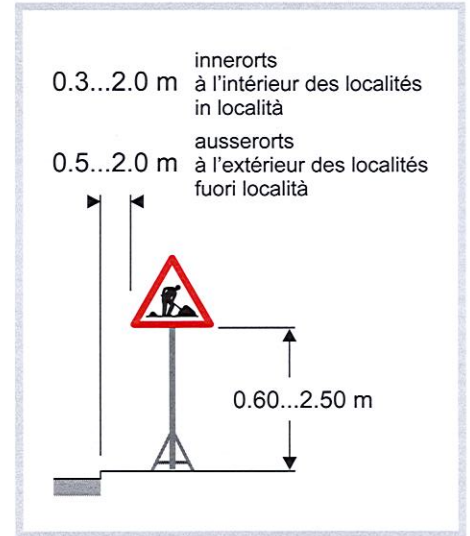 innerorts
0.3...2.0 m à l'intérieur des localités
in località
ausserorts
0.5...2.0 m à l'extérieur des localités
fuori località
0.60...2.50 m